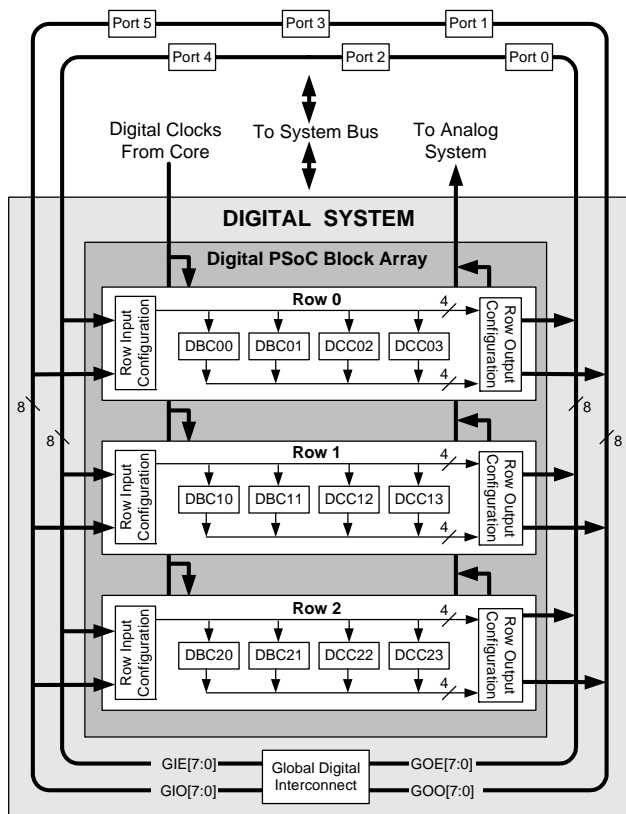 Port 5
Port 3
Port 1
Port 4
Port 2
Port 0
Digital Clocks
From Core
To System Bus
To Analog
System
DIGITAL SYSTEM
Digital PSoC Block Array
Row 0
Row Input
Configuration
DBC00
DBC01
DCC02
DCC03
4
4
Row Output
Configuration
8
8
8
8
Row 1
Row Input
Configuration
DBC10
DBC11
DCC12
DCC13
4
4
Row Output
Configuration
Row 2
Row Input
Configuration
DBC20
DBC21
DCC22
DCC23
4
4
Row Output
Configuration
GIE[7:0]
GIO[7:0]
Global Digital
Interconnect
GOE[7:0]
GOO[7:0]